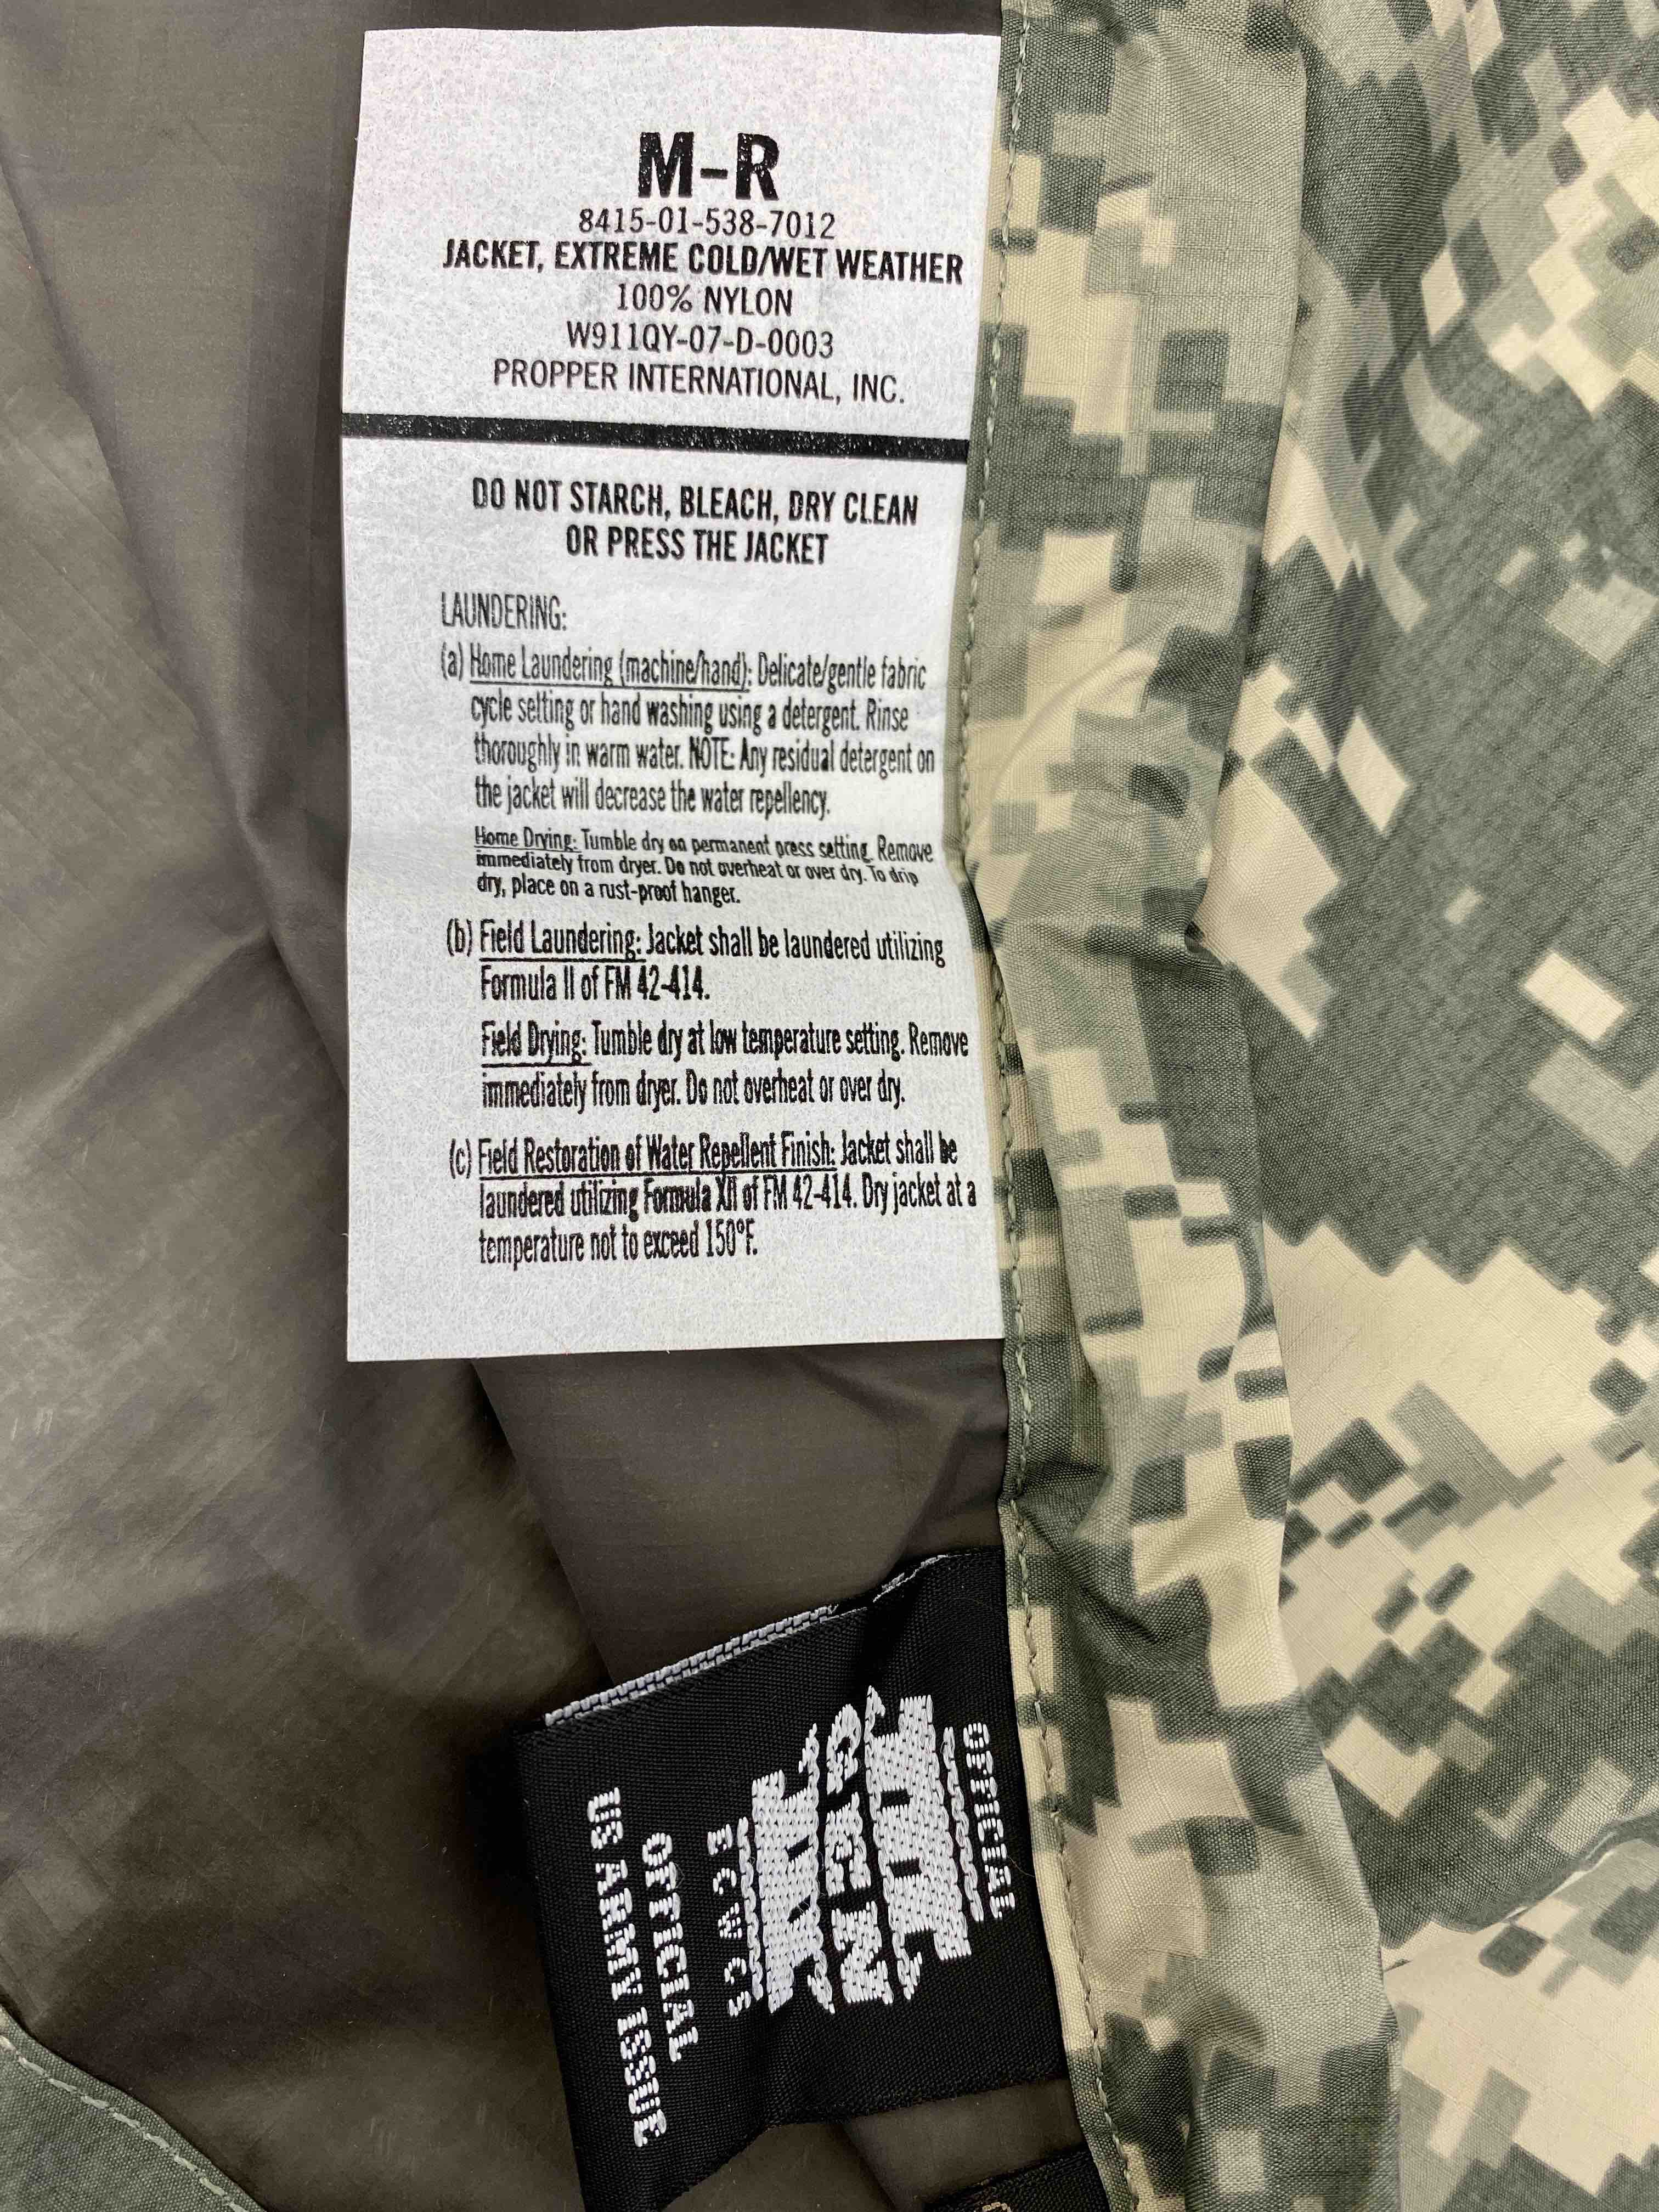 M-R
8415-01-538-7012
JACKET, EXTREME COLD/WET WEATHER
100% NYLON
W911QY-07-D-0003
PROPPER INTERNATIONAL, INC.
DO NOT STARCH, BLEACH, DRY CLEAN
OR PRESS THE JACKET
LAUNDERING:
(a) Home Laundering (machine/hand): Delicate/gentle fabric
cycle setting or hand washing using a detergent. Rinse
thoroughly in warm water. NOTE: Any residual detergent on
the jacket will decrease the water repellency.
Home Drying: Tumble dry on permanent press setting. Remove
immediately from dryer. Do not overheat or over dry. To drip
dry, place on a rust-proof hanger.
(b) Field Laundering: Jacket shall be laundered utilizing
Formula II of FM 42-414.
Field Drying: Tumble dry at low temperature setting. Remove
immediately from dryer. Do not overheat or over dry.
(c) Field Restoration of Water Repellent Finish: Jacket shall be
laundered utilizing Formula XII of FM 42-414. Dry jacket at a
temperature not to exceed 150°F.
OFFICIAL
GEN
III
ECWCS
OFFICIAL
US ARMY ISSUE